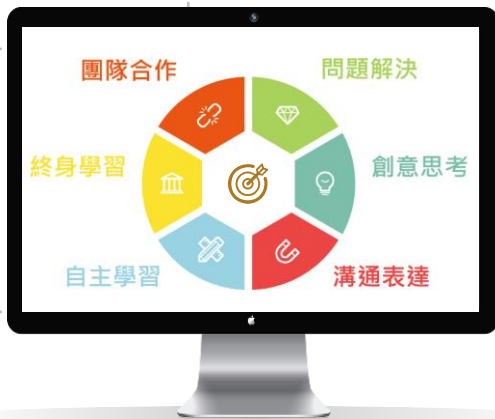 團隊合作
問題解決
終身學習
創意思考
自主學習
溝通表達